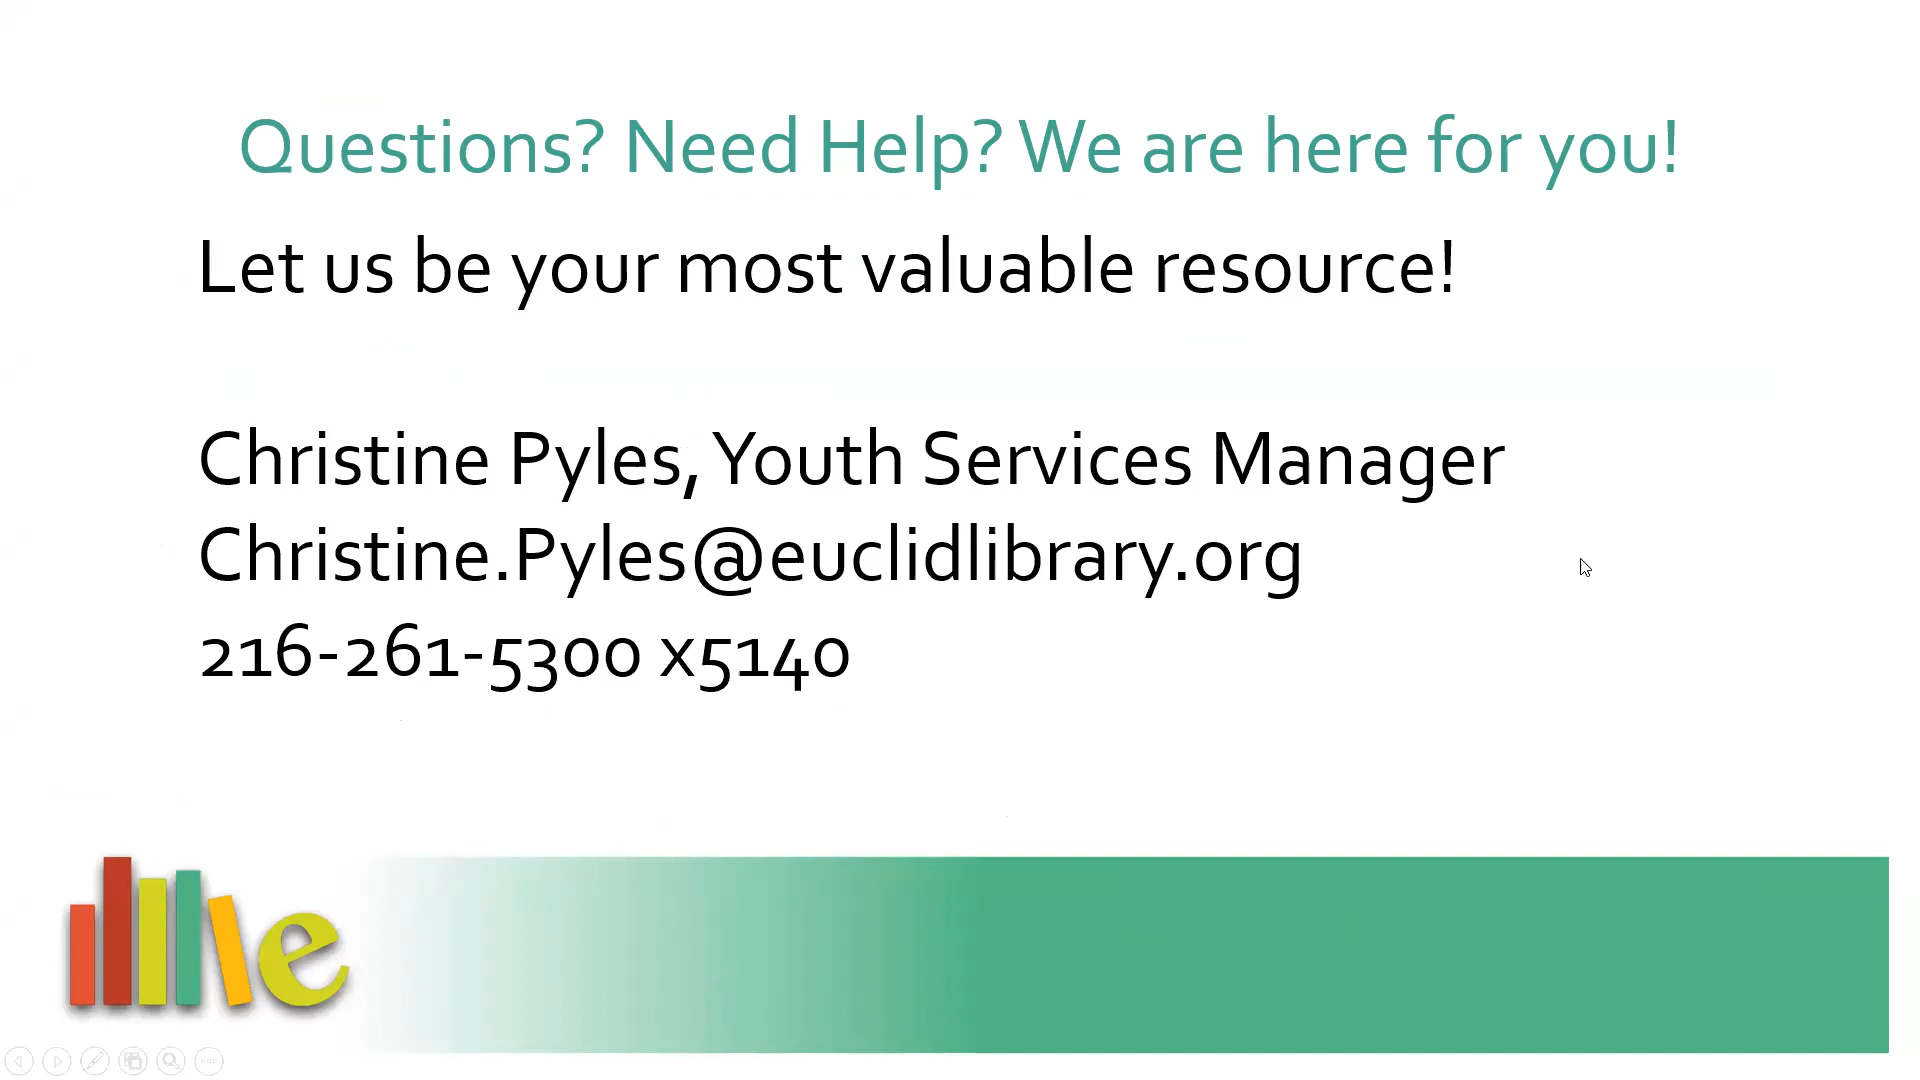 Questions? Need Help? We are here for you!
Let us be your most valuable resource!
Christine Pyles, Youth Services Manager
Christine.Pyles@euclidlibrary.org
216-261-5300 x5140
e